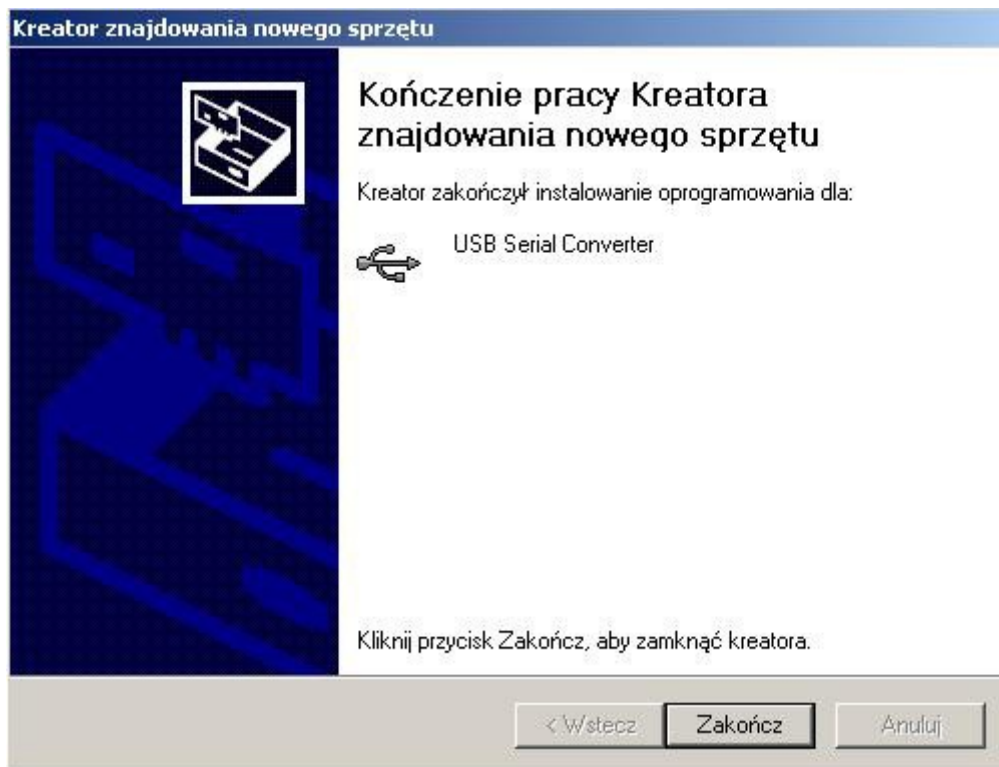 Kreator znajdowania nowego sprzętu
Kończenie pracy Kreatora
znajdowania nowego sprzętu
Kreator zakończył instalowanie oprogramowania dla:
USB Serial Converter
Kliknij przycisk Zakończ, aby zamknąć kreatora.
< Wstecz Zakończ Anuluj